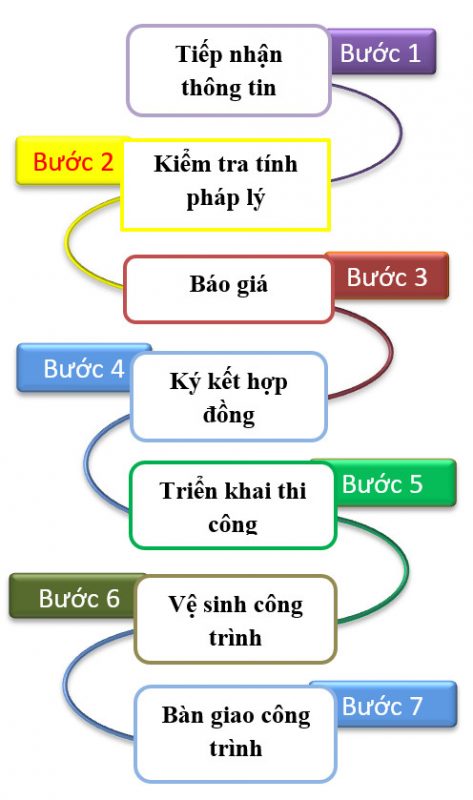 Bước 1
Tiếp nhận
thông tin
Bước 2
Kiểm tra tính
pháp lý
Bước 3
Báo giá
Bước 4
Ký kết hợp
đồng
Bước 5
Triển khai thi
công
Bước 6
Vệ sinh công
trình
Bước 7
Bàn giao công
trình